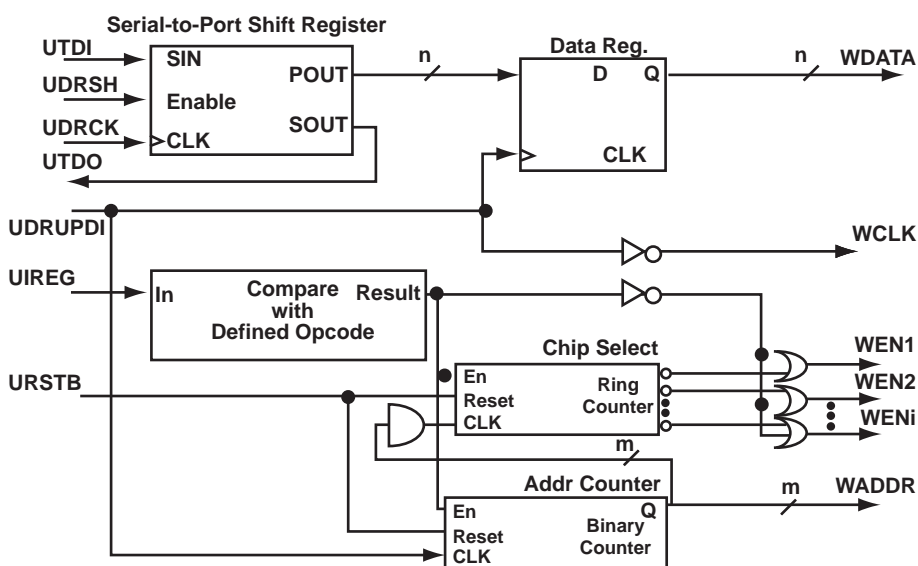 Serial-to-Port Shift Register
UTDI
SIN
POUT
n
Data Reg.
D Q
n
WDATA
UDRSH
Enable
SOUT
UDRCK
CLK
CLK
UTDO
UDRUPDI
WCLK
UIREG
In
Compare
with
Defined Opcode
Result
Chip Select
WEN1
En
Ring
Counter
WEN2
URSTB
Reset
CLK
WENi
m
Addr Counter
m
WADDR
En
Q
Reset
Binary
Counter
CLK